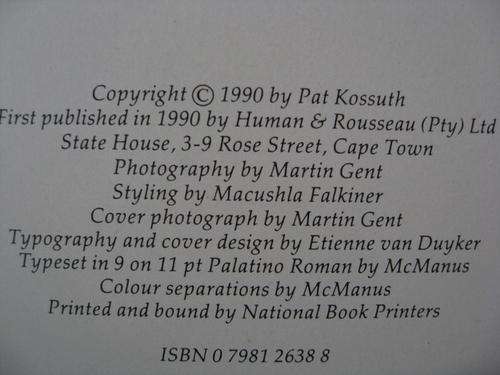 Copyright © 1990 by Pat Kossuth
First published in 1990 by Human & Rousseau (Pty) Ltd
State House, 3-9 Rose Street, Cape Town
Photography by Martin Gent
Styling by Macushla Falkiner
Cover photograph by Martin Gent
Typography and cover design by Etienne van Duyker
Typeset in 9 on 11 pt Palatino Roman by McManus
Colour separations by McManus
Printed and bound by National Book Printers
ISBN 0 7981 2638 8